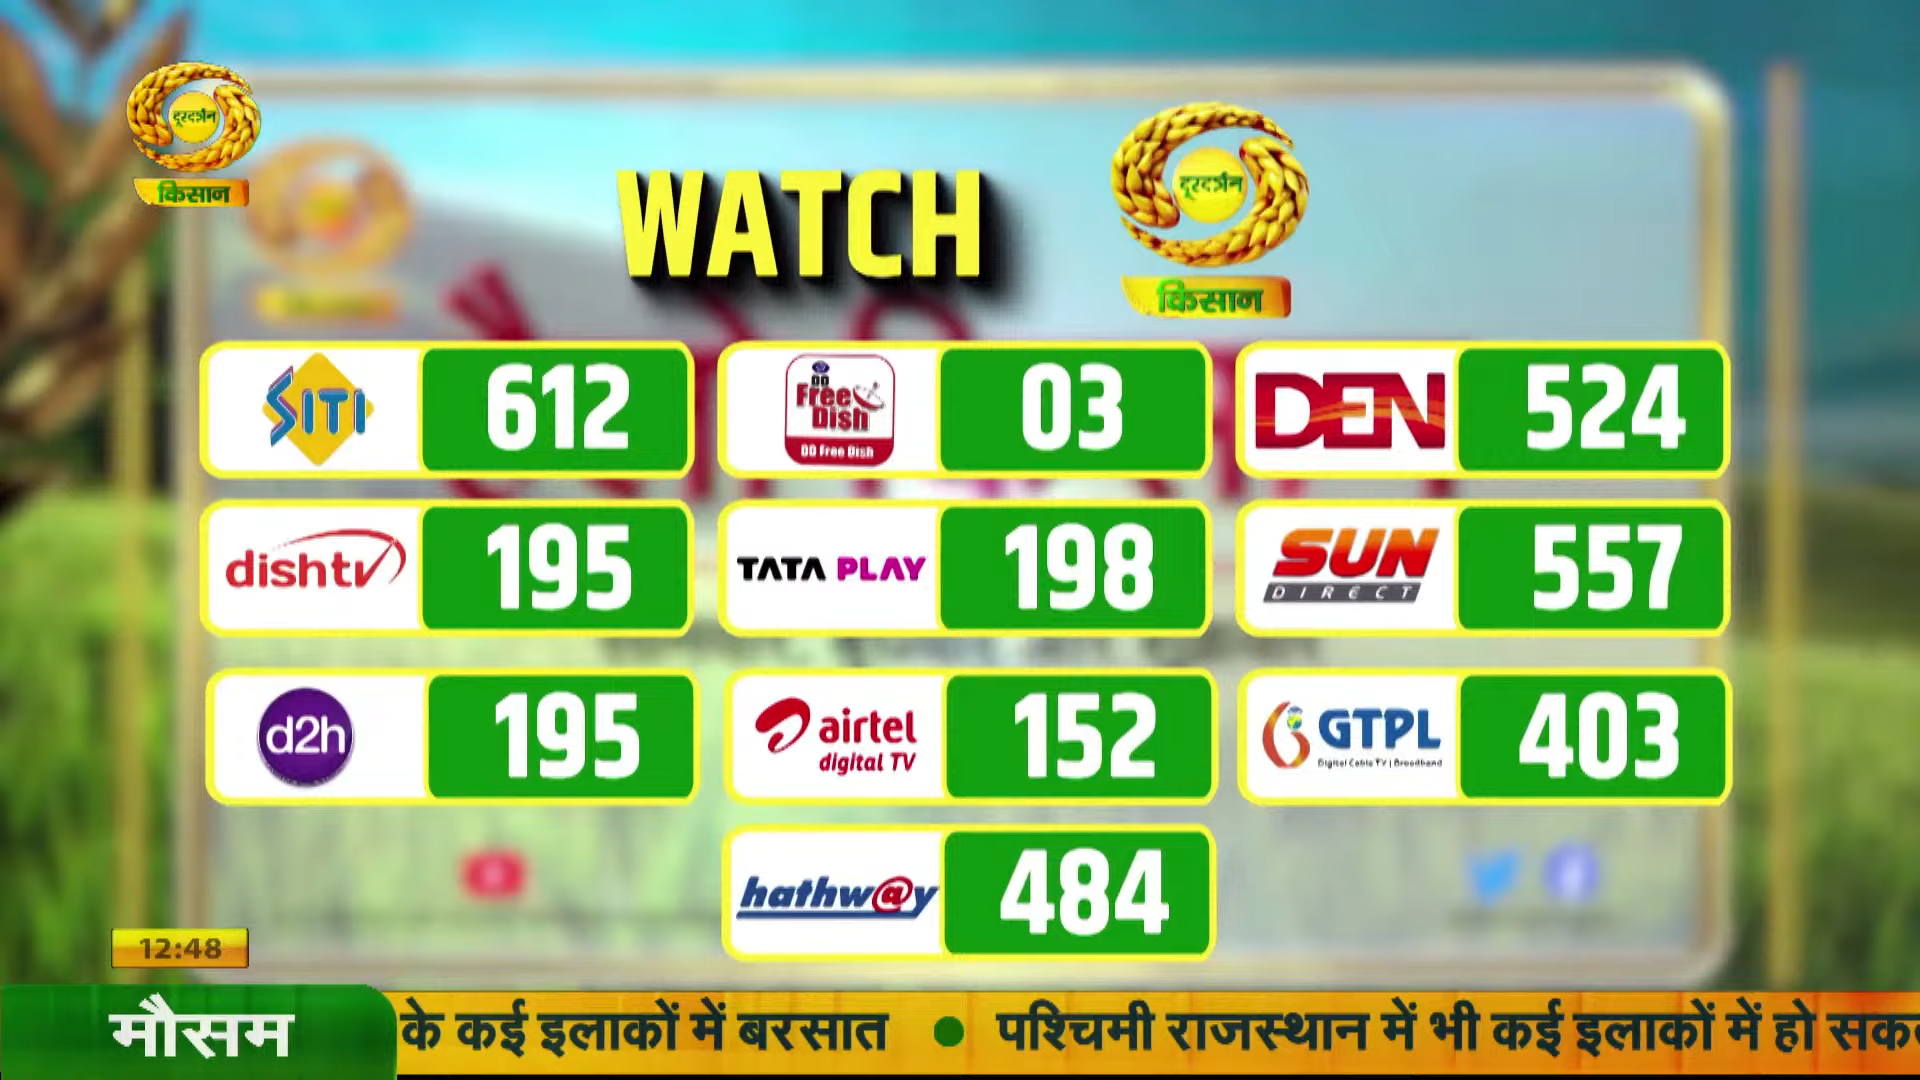 दूरदर्शन
किसान
WATCH
दूरदर्शन
किसान
SITI 612
DD Free Dish DD Free Dish 03
DEN 524
dishtv 195
TATA PLAY 198
SUN DIRECT 557
d2h 195
airtel digital TV 152
GTPL Digital Cable TV | Broadband 403
hathw@y 484
12:48
मौसम के कई इलाकों में बरसात ● पश्चिमी राजस्थान में भी कई इलाकों में हो